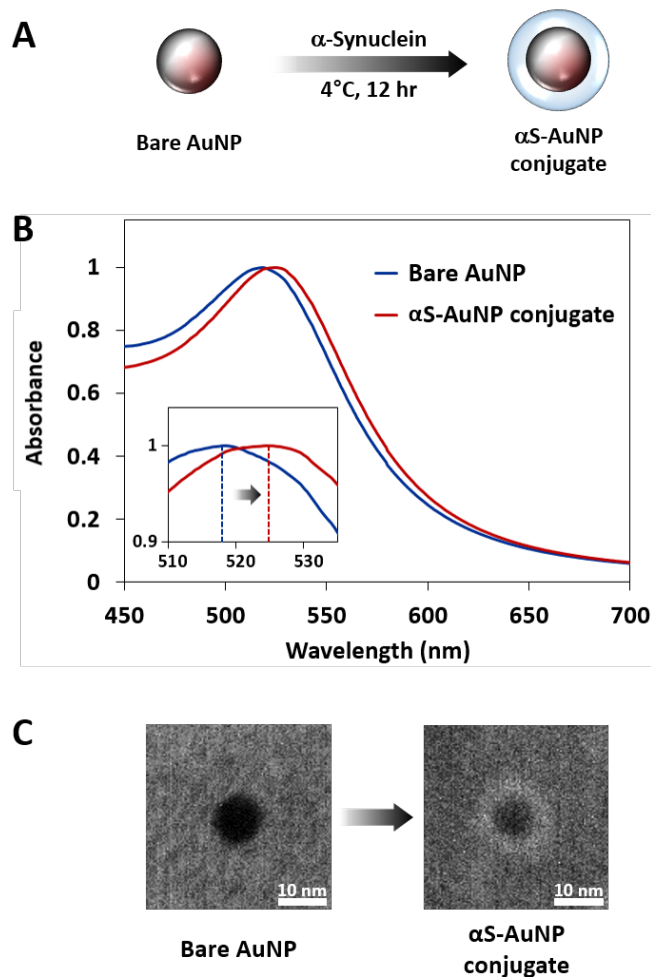 A
α-Synuclein
4°C, 12 hr
Bare AuNP
αS-AuNP
conjugate
B
Absorbance
1
0.8
0.6
0.4
0.2
0
Bare AuNP
αS-AuNP conjugate
1
0.9
510
520
530
450
500
550
600
650
700
Wavelength (nm)
C
10 nm
10 nm
Bare AuNP
αS-AuNP
conjugate